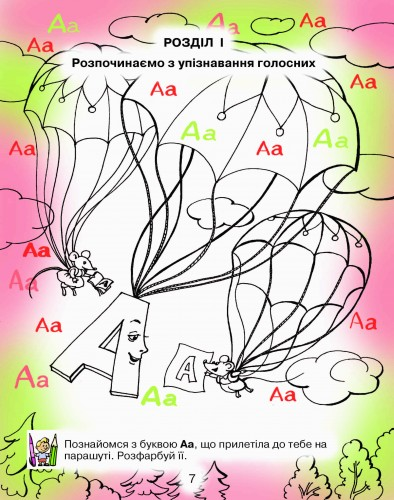 Аа
РОЗДІЛ І
Аа
Аа
Розпочинаємо з упізнавання голосних
Аа
Аа
Аа
Аа
Аа
Аа
Аа
Аа
А
Аа
Аа
Аа
А
А
Аа
Аа
Аа
Познайомся з буквою Аа, що прилетіла до тебе на
парашуті. Розфарбуй її.
7